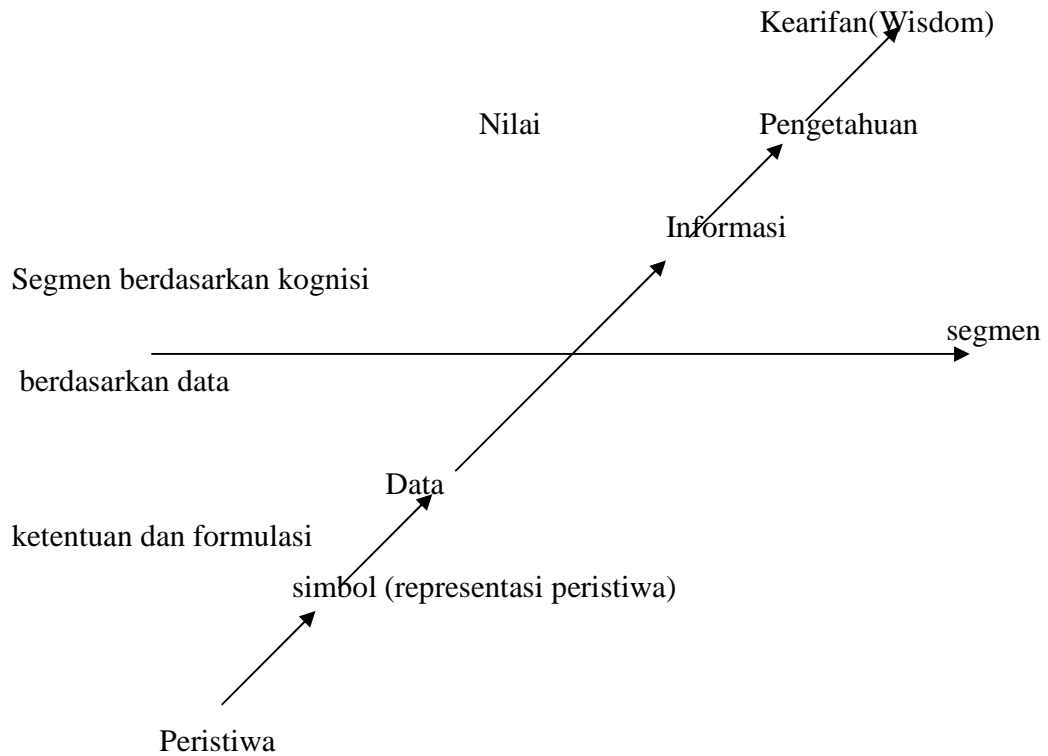 Kearifan(Wisdom)
Nilai
Pengetahuan
Informasi
Segmen berdasarkan kognisi
segmen
berdasarkan data
Data
ketentuan dan formulasi
simbol (representasi peristiwa)
Peristiwa